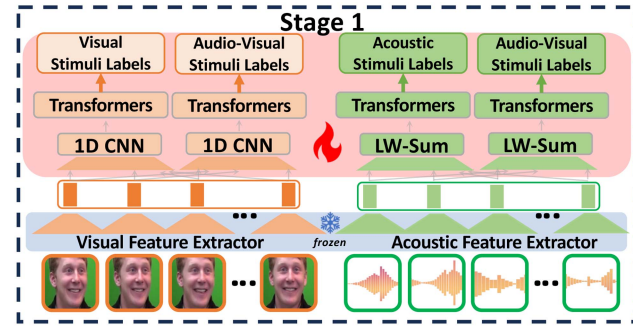 Stage 1
Visual
Stimuli Labels
Audio-Visual
Stimuli Labels
Acoustic
Stimuli Labels
Audio-Visual
Stimuli Labels
Transformers
Transformers
Transformers
Transformers
1D CNN
1D CNN
LW-Sum
LW-Sum
Visual Feature Extractor
frozen
Acoustic Feature Extractor